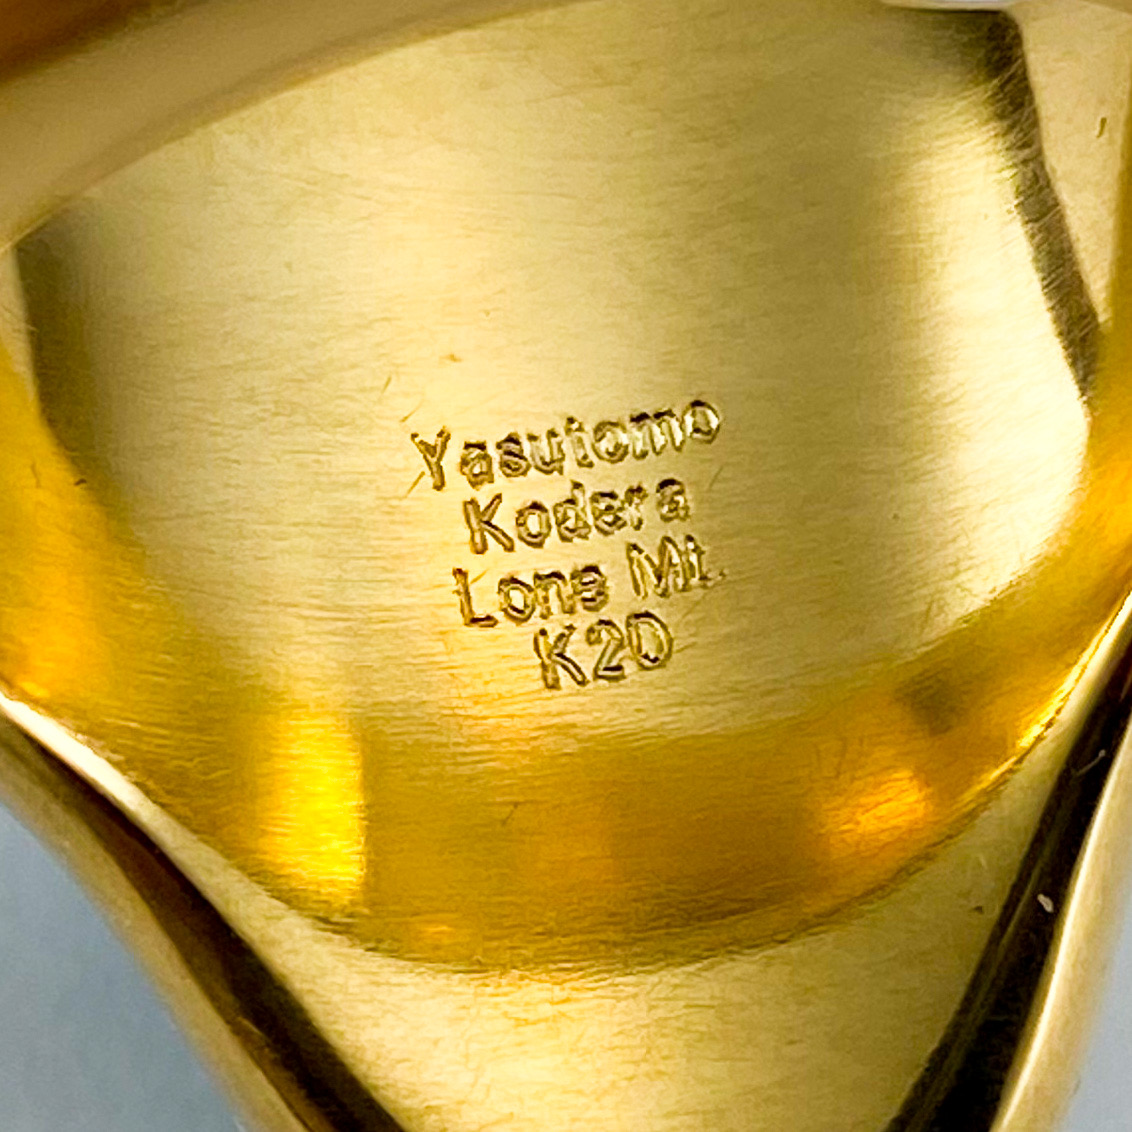 Yasutomo
Kodera
Lone Mt.
K20